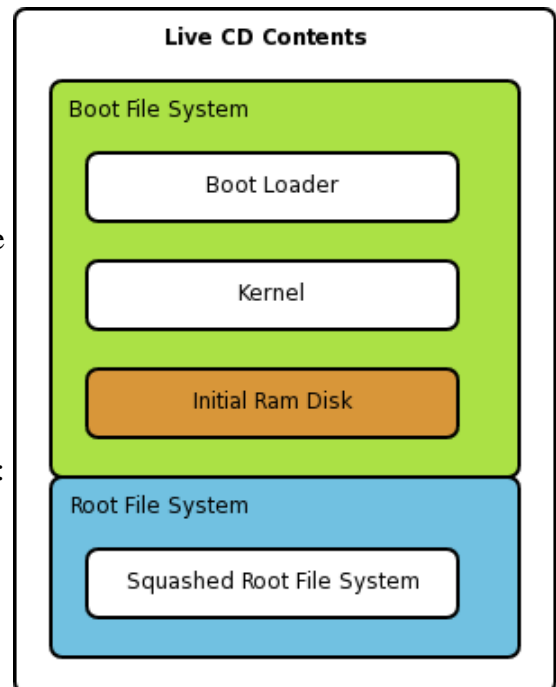 Live CD Contents
Boot File System
Boot Loader
e
Kernel
Initial Ram Disk
:
Root File System
Squashed Root File System